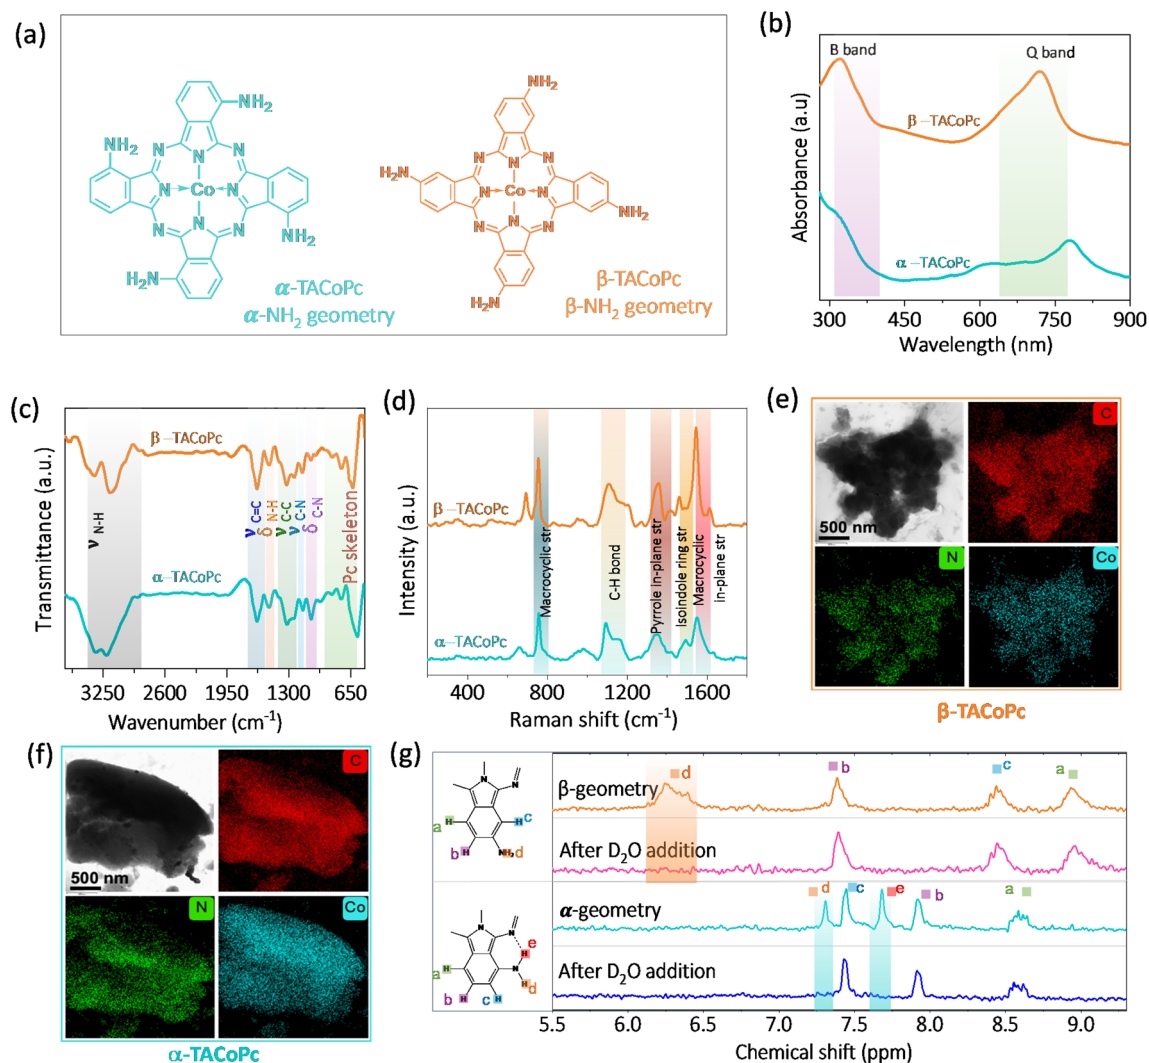 (a)
NH₂
NH₂
N
N
N
N
Co
N
N
N
N
NH₂
H₂N
α-TACoPc
α-NH₂ geometry
NH₂
H₂N
N
N
N
N
Co
N
N
N
N
NH₂
H₂N
β-TACoPc
β-NH₂ geometry
(b)
B band
Q band
β –TACoPc
α –TACoPc
Absorbance (a.u)
300 450 600 750 900
Wavelength (nm)
(c)
β –TACoPc
α –TACoPc
ν N-H
ν C=C
δ N-H
ν C-C
ν C-N
δ C-N
Pc skeleton
Transmittance (a.u.)
3250 2600 1950 1300 650
Wavenumber (cm⁻¹)
(d)
β –TACoPc
α–TACoPc
Macrocyclic str
C-H bond
Pyrrole in-plane str
Isoindole ring str
Macrocyclic
in-plane str
Intensity (a.u.)
400 800 1200 1600
Raman shift (cm⁻¹)
(e)
500 nm
C
N
Co
β-TACoPc
(f)
500 nm
C
N
Co
α-TACoPc
(g)
N
N
a H
H c
b H
NH₂ d
N
N
H e
N
a H
H d
b H
H c
β-geometry
d
b
c
a
After D₂O addition
α-geometry
d
c
e
b
a
After D₂O addition
5.5 6.0 6.5 7.0 7.5 8.0 8.5 9.0
Chemical shift (ppm)